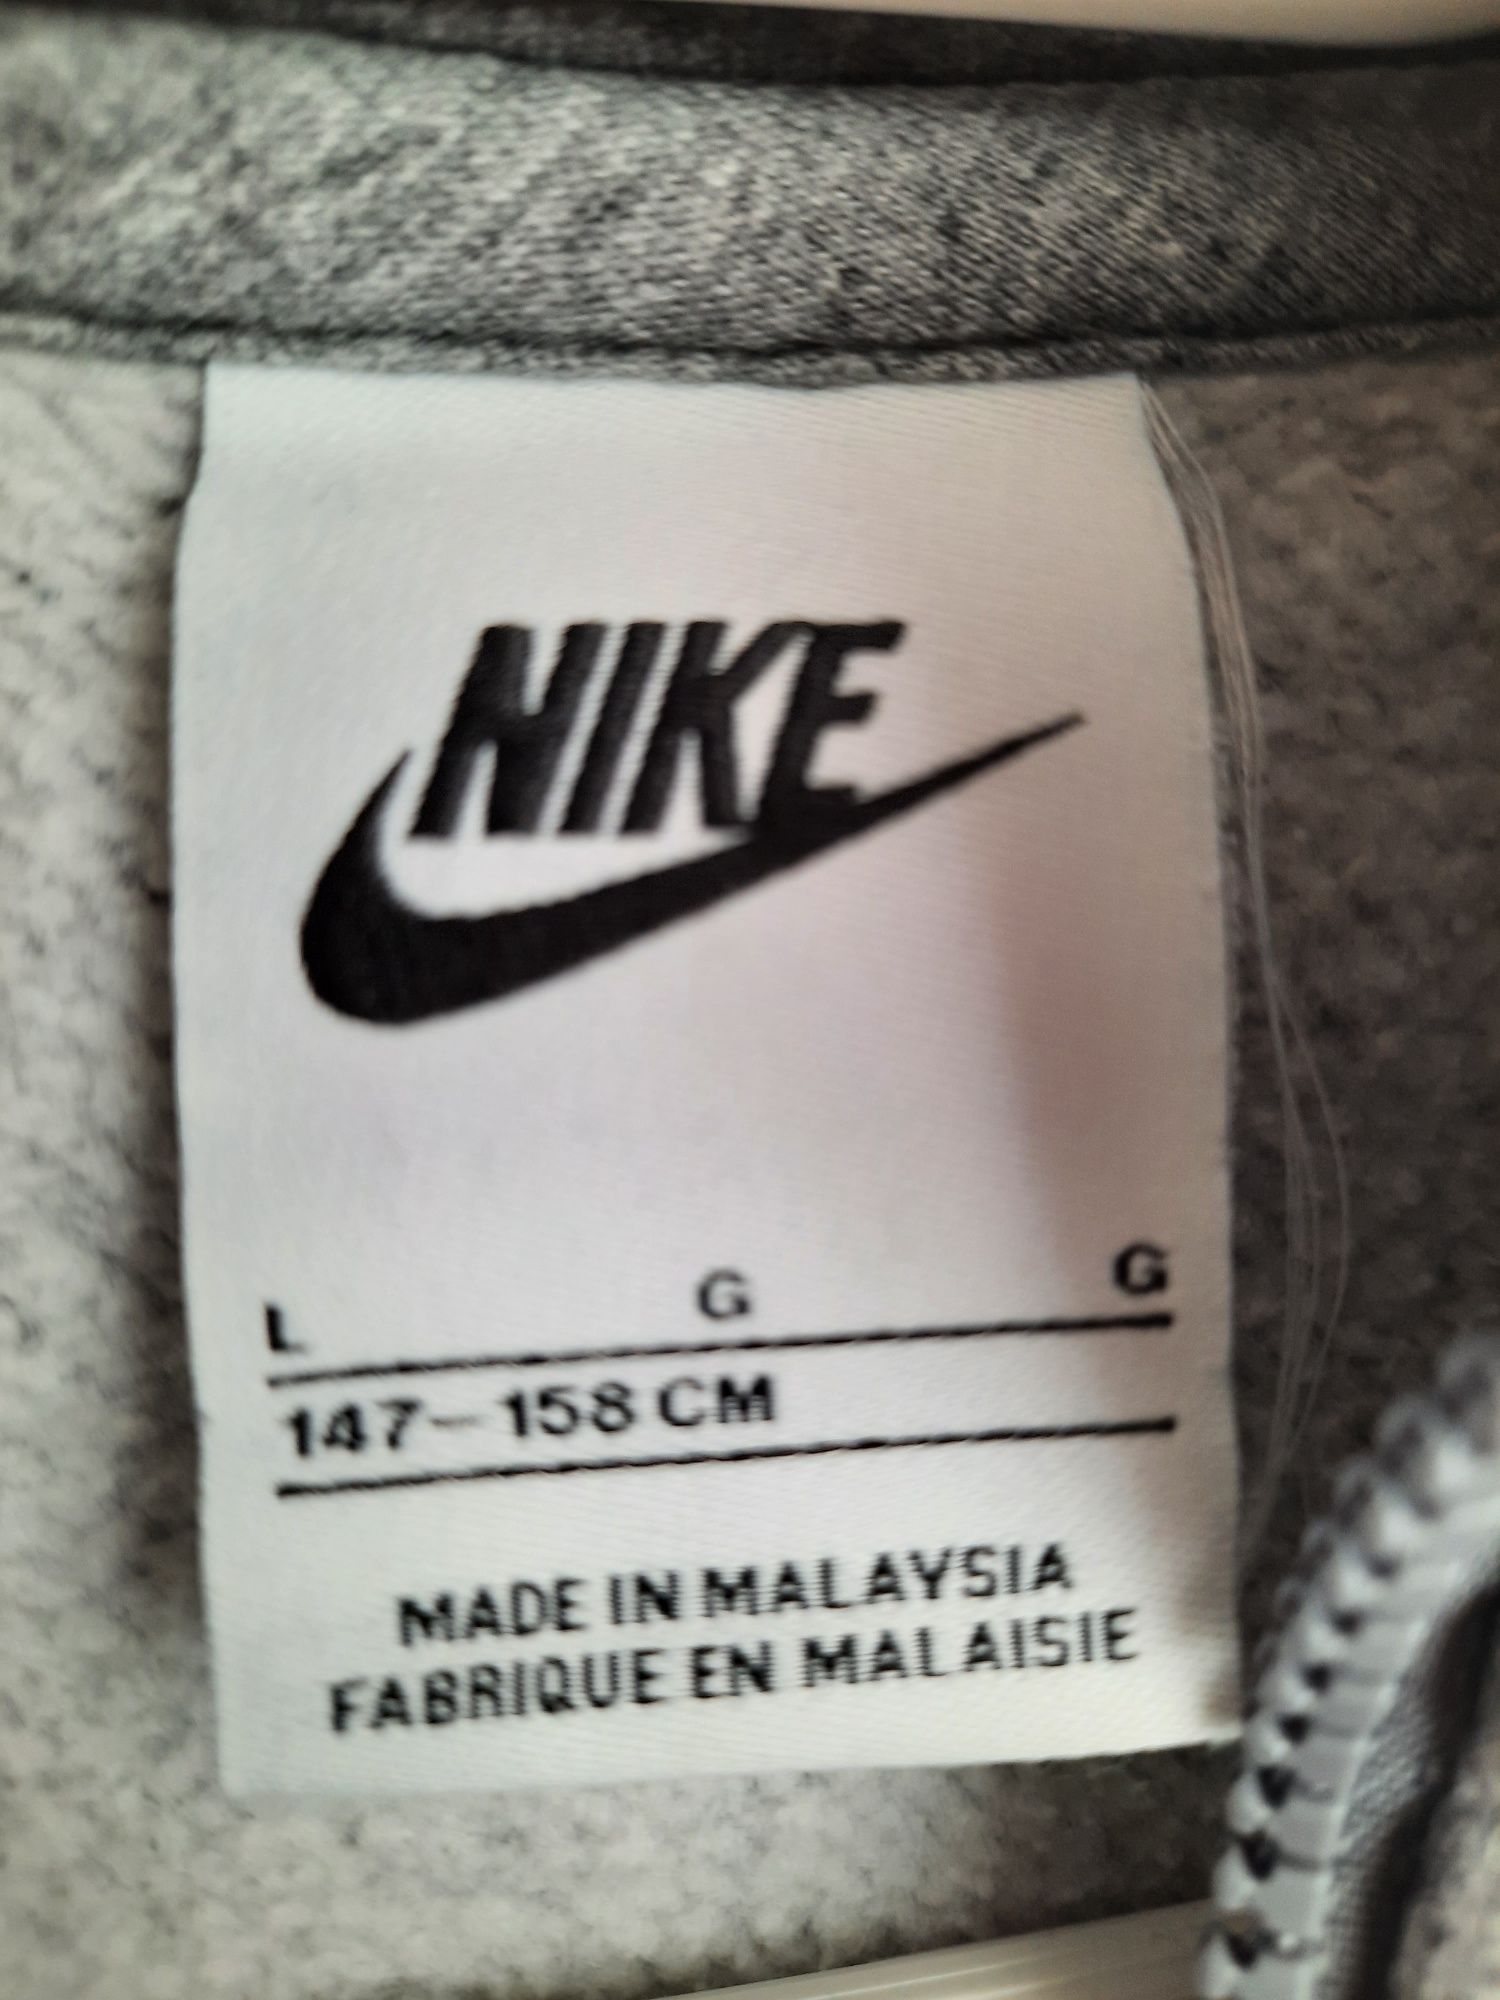 NIKE
L G G
147-158 CM
MADE IN MALAYSIA
FABRIQUE EN MALAISIE